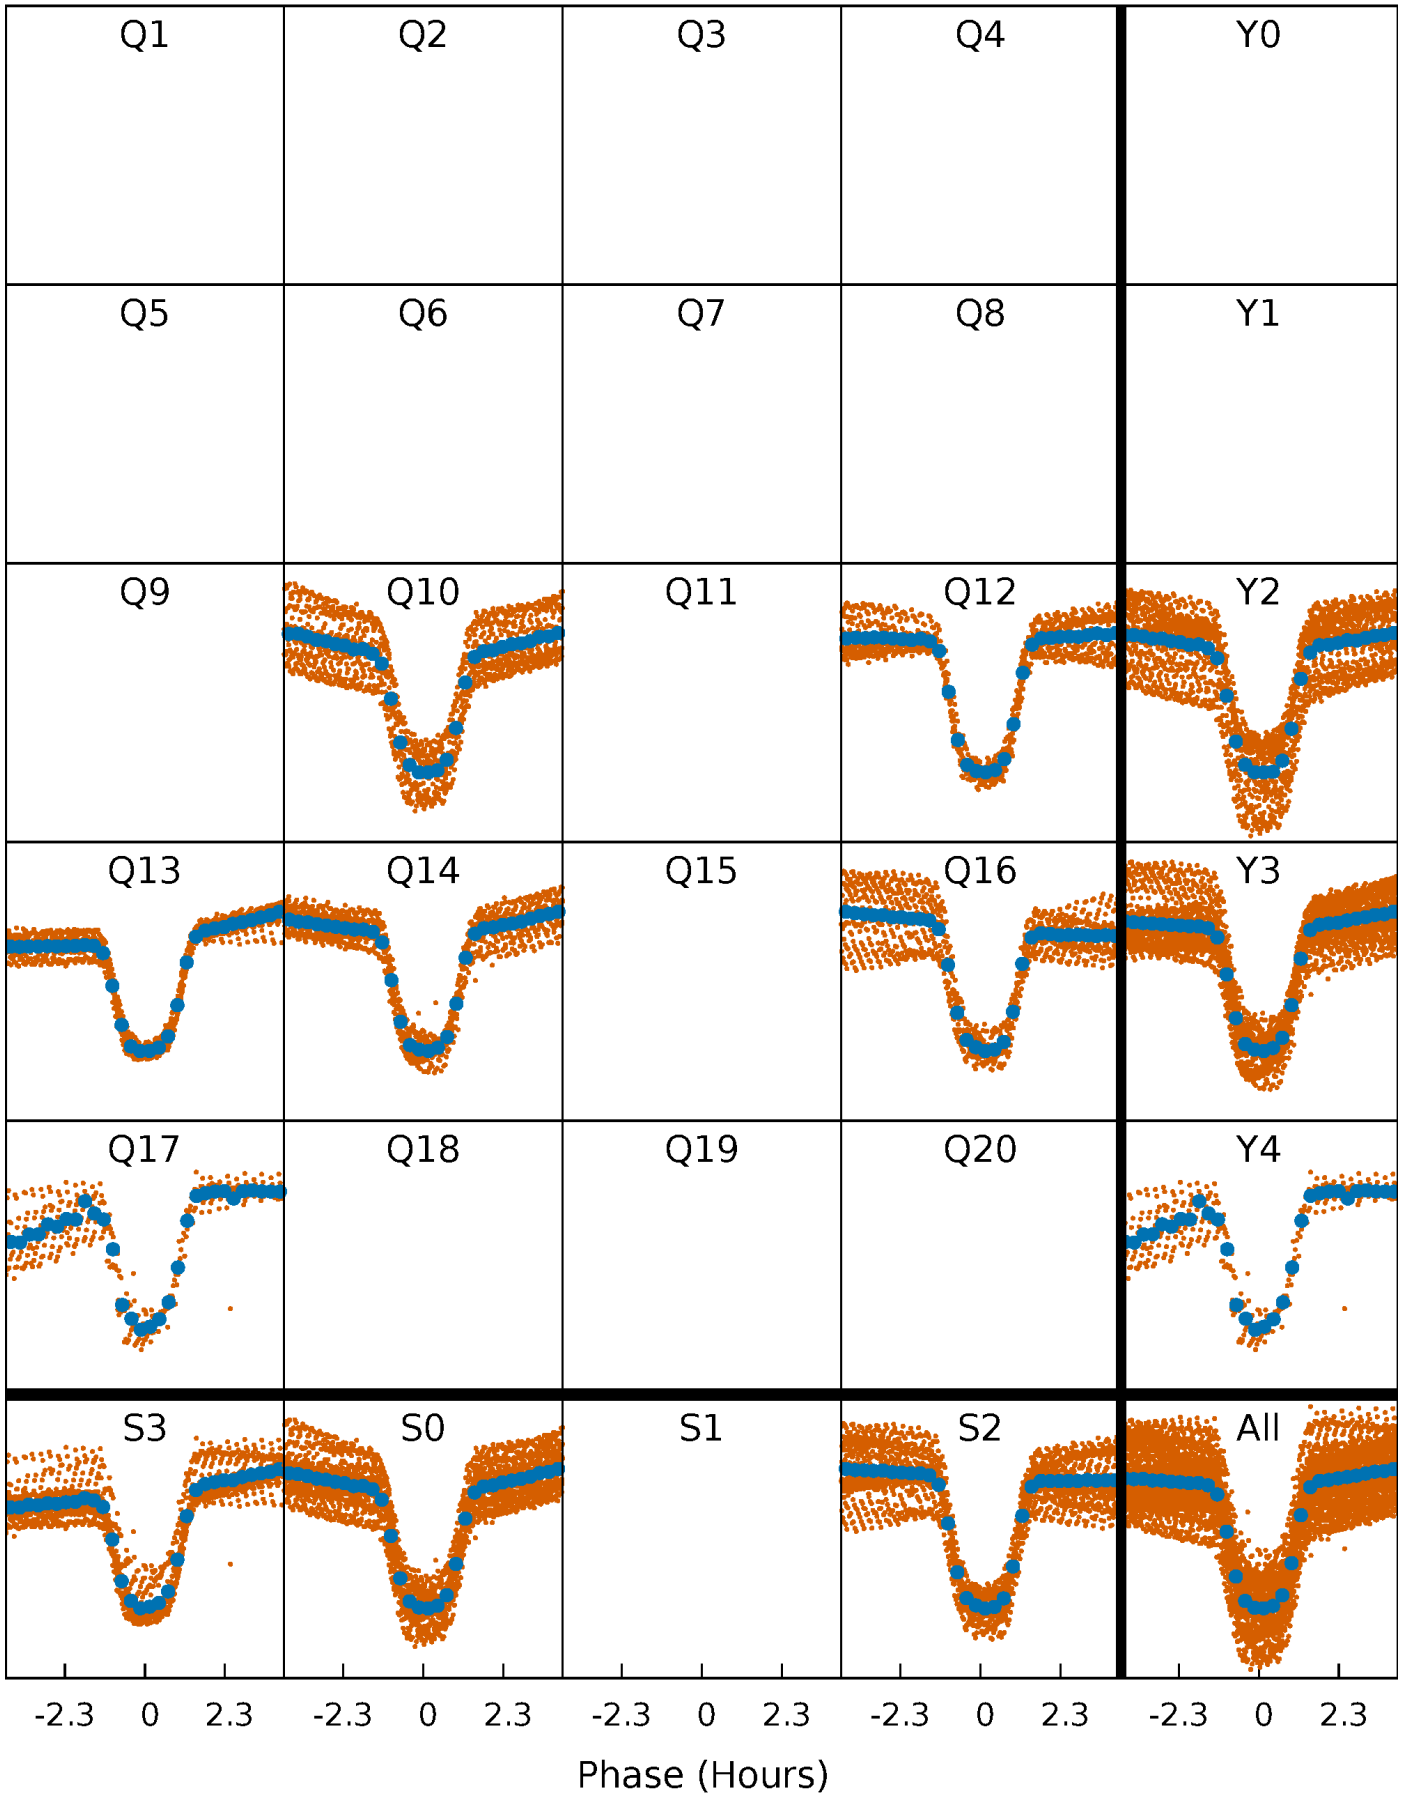 Q1 Q2 Q3 Q4 Y0
Q5 Q6 Q7 Q8 Y1
Q9 Q10 Q11 Q12 Y2
Q13 Q14 Q15 Q16 Y3
Q17 Q18 Q19 Q20 Y4
S3 S0 S1 S2 All
-2.3 0 2.3 -2.3 0 2.3 -2.3 0 2.3 -2.3 0 2.3 -2.3 0 2.3
Phase (Hours)